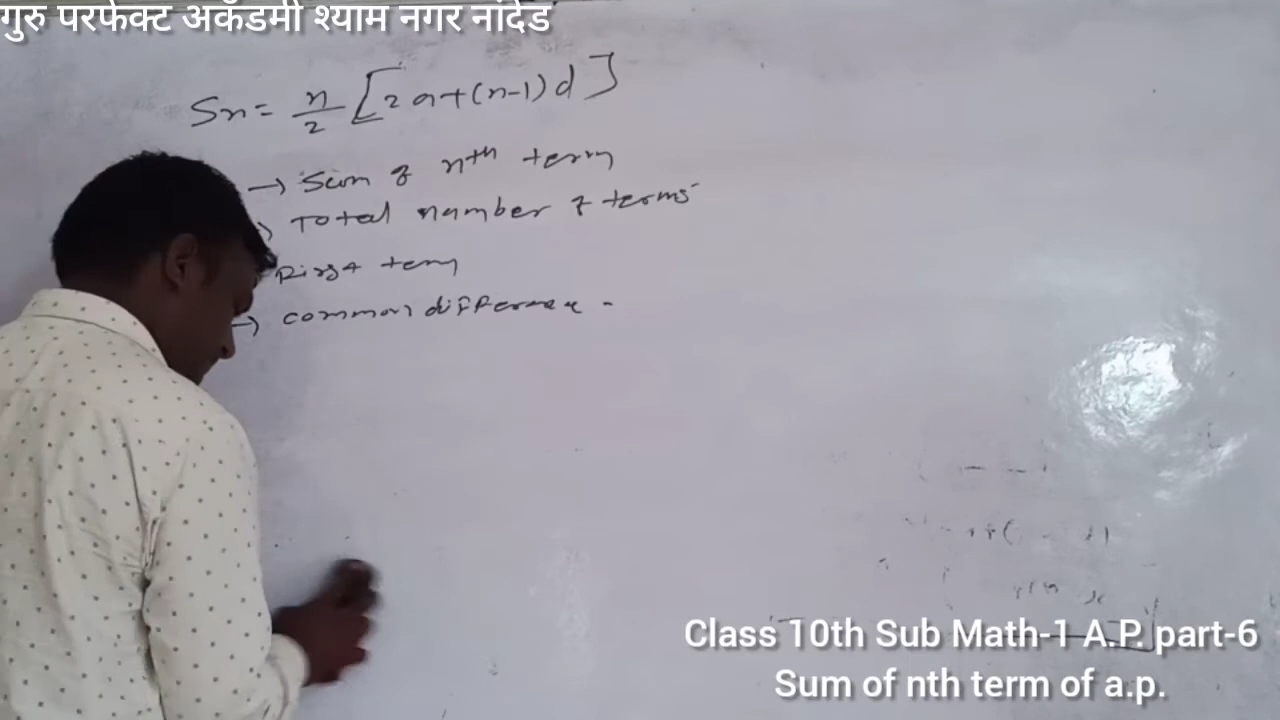 गुरु परफेक्ट अकॅडमी श्याम नगर नांदेड
Sn = n/2 [2a+(n-1)d]
→ Sum of nth term
Total number of terms
First term
→ common difference -
Class 10th Sub Math-1 A.P. part-6
Sum of nth term of a.p.